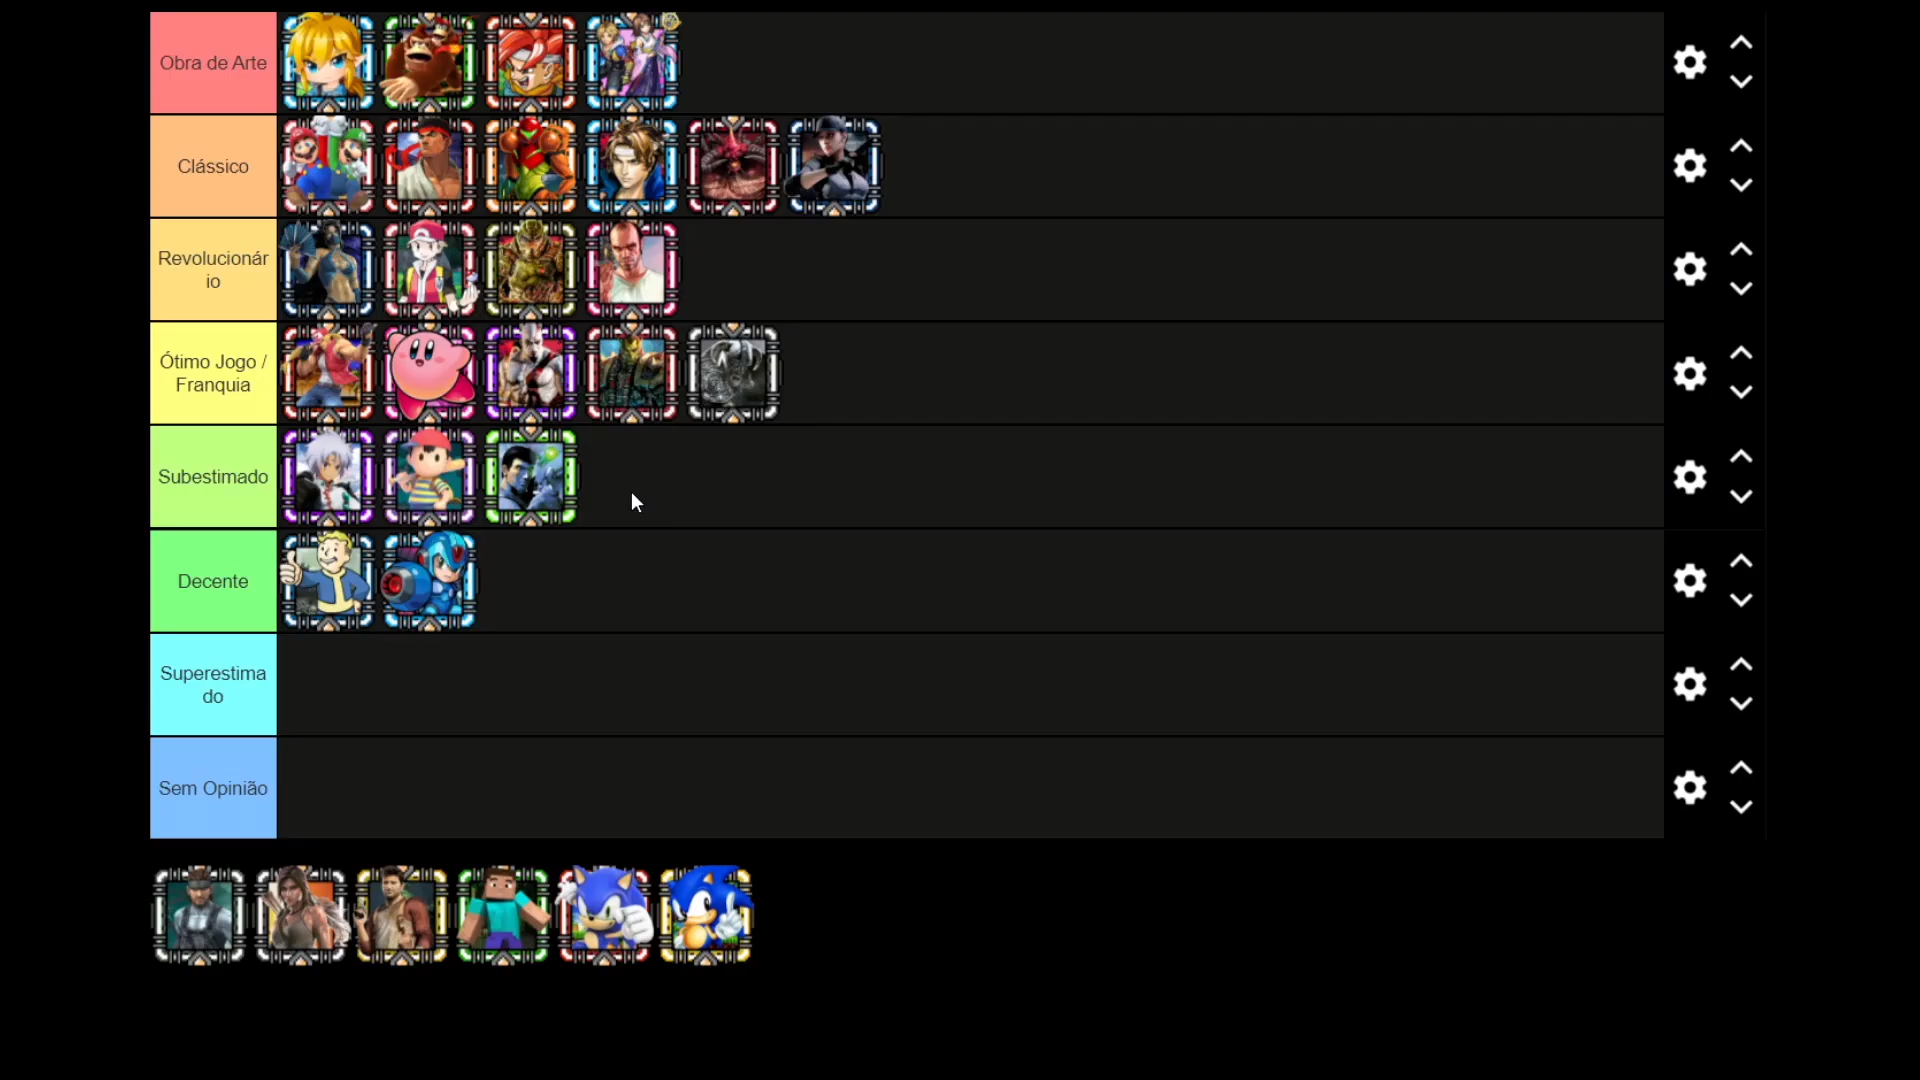 Obra de Arte
Clássico
Revolucionár
io
Ótimo Jogo /
Franquia
Subestimado
Decente
Superestima
do
Sem Opinião